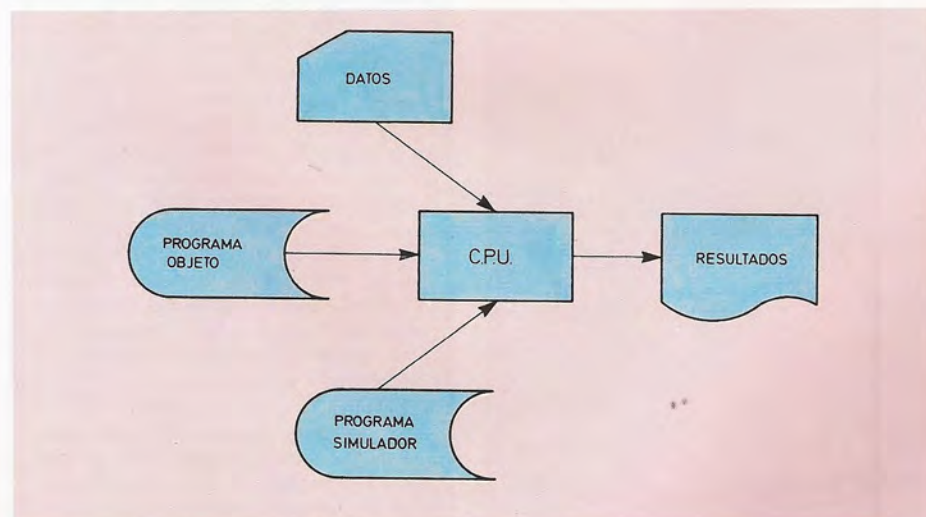 DATOS
PROGRAMA
OBJETO
C.P.U.
RESULTADOS
PROGRAMA
SIMULADOR